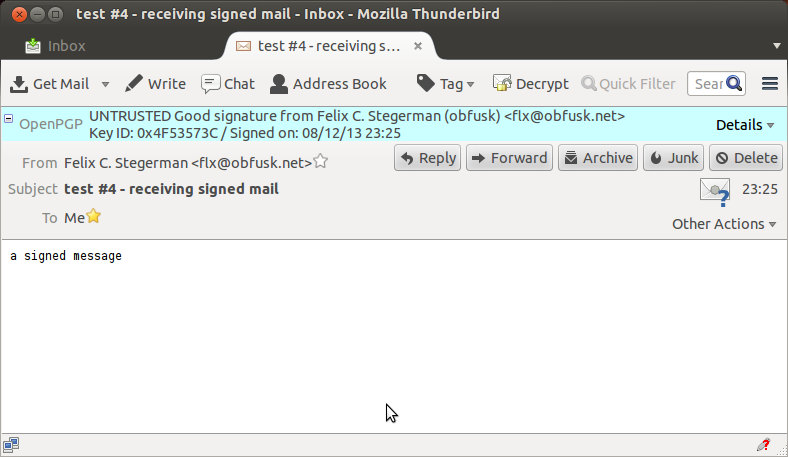 test #4 - receiving signed mail - Inbox - Mozilla Thunderbird
Inbox
test #4 - receiving s...
Get Mail Write Chat Address Book Tag Decrypt Quick Filter Sear
OpenPGP
UNTRUSTED Good signature from Felix C. Stegerman (obfusk) <flx@obfusk.net>
Key ID: 0x4F53573C / Signed on: 08/12/13 23:25
Details
From Felix C. Stegerman <flx@obfusk.net>
Reply Forward Archive Junk Delete
Subject test #4 - receiving signed mail
23:25
To Me
Other Actions
a signed message